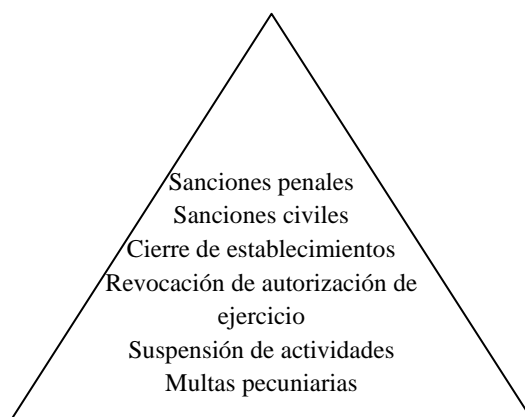 Sanciones penales
Sanciones civiles
Cierre de establecimientos
Revocación de autorización de
ejercicio
Suspensión de actividades
Multas pecuniarias